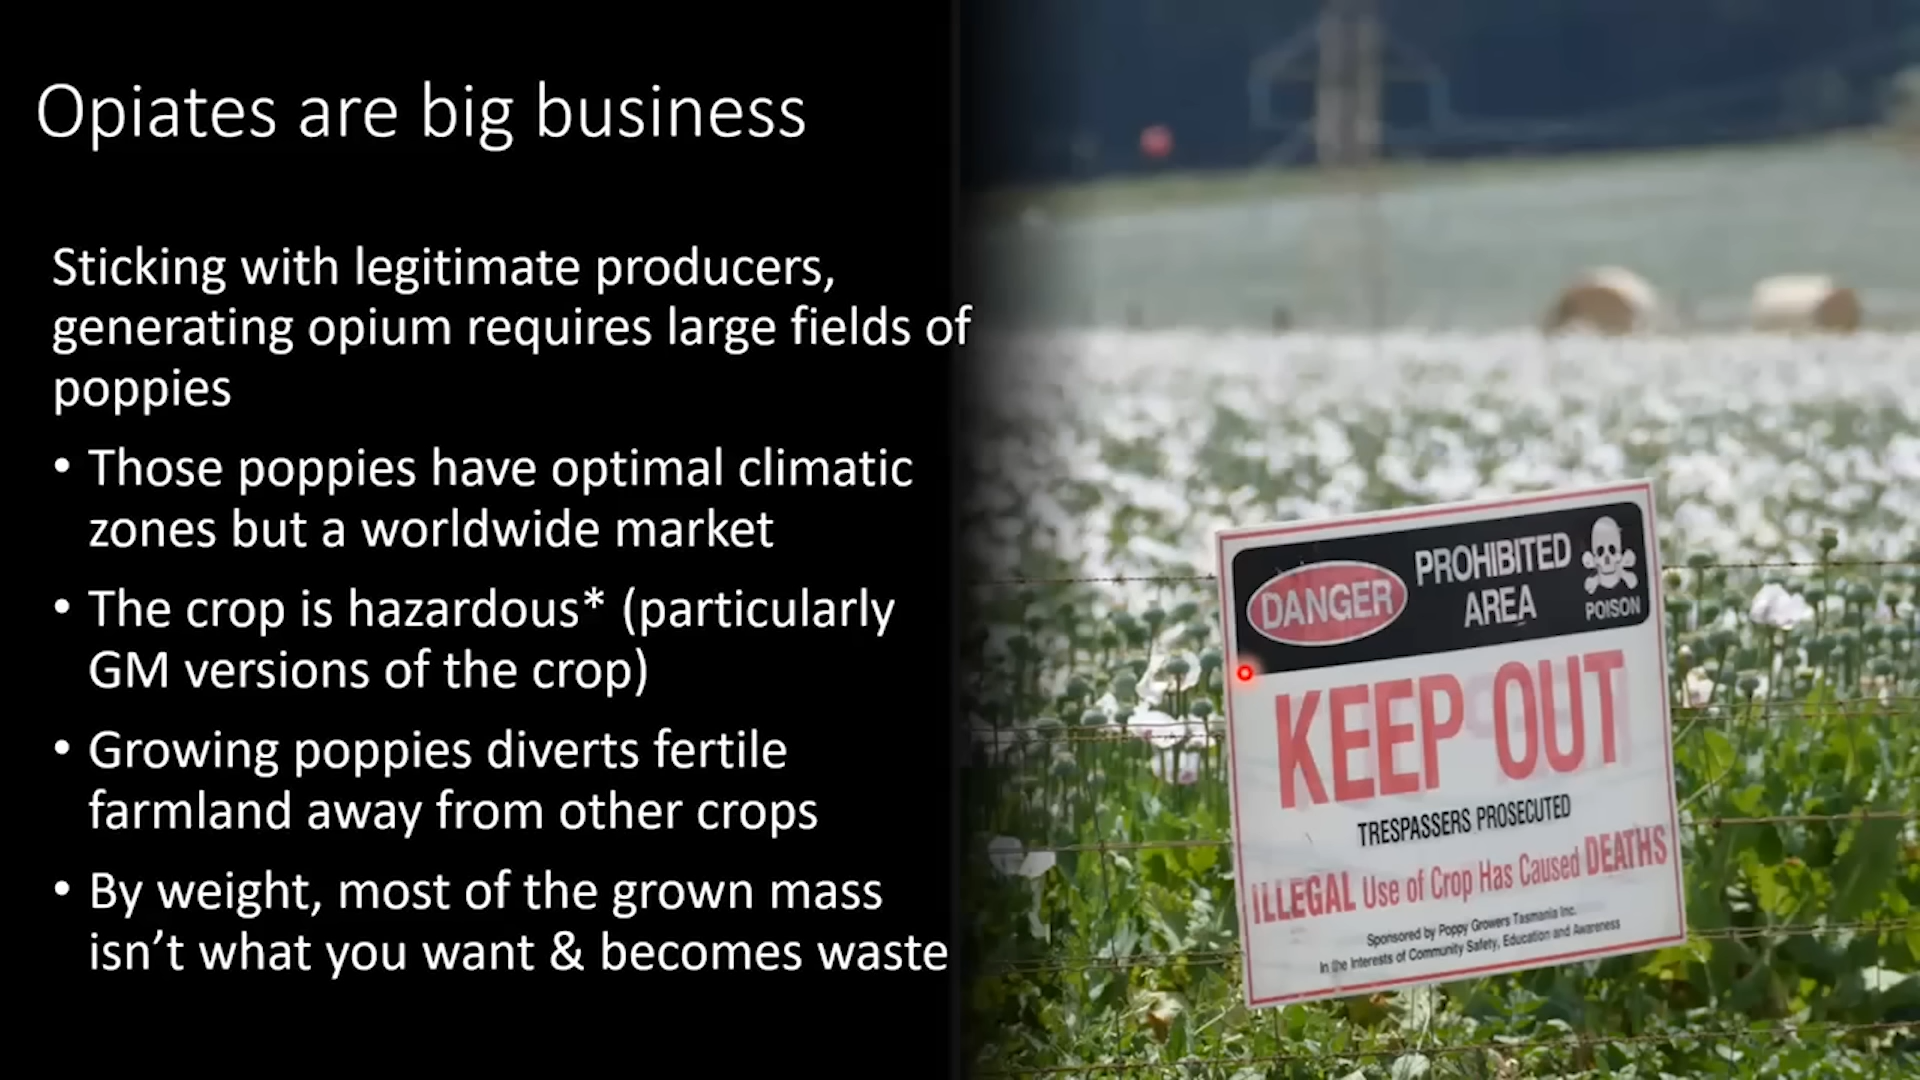 Opiates are big business
Sticking with legitimate producers,
generating opium requires large fields of
poppies
• Those poppies have optimal climatic
zones but a worldwide market
• The crop is hazardous* (particularly
GM versions of the crop)
• Growing poppies diverts fertile
farmland away from other crops
• By weight, most of the grown mass
isn’t what you want & becomes waste
DANGER
PROHIBITED
AREA
POISON
KEEP OUT
TRESPASSERS PROSECUTED
ILLEGAL Use of Crop Has Caused DEATHS
Sponsored by Poppy Growers Tasmania Inc.
In the Interests of Community Safety, Education and Awareness